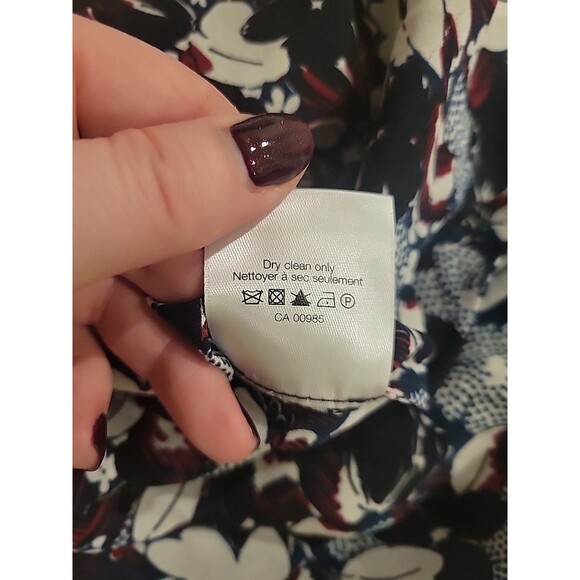 Dry clean only
Nettoyer à sec seulement
P
CA 00985